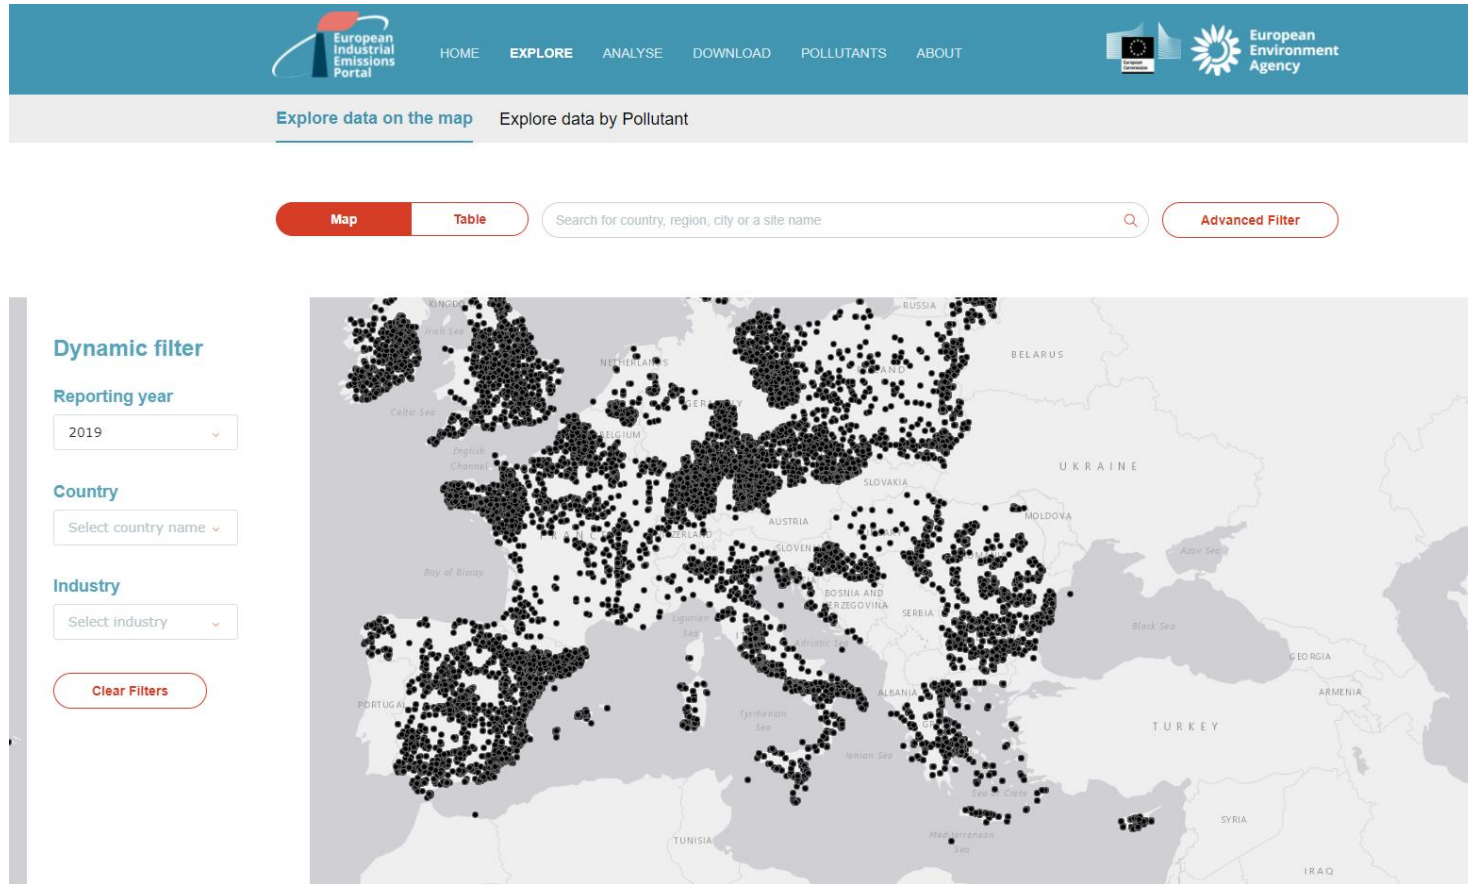 European
Industrial
Emissions
Portal
HOME EXPLORE ANALYSE DOWNLOAD POLLUTANTS ABOUT
European
Environment
Agency
Explore data on the map Explore data by Pollutant
Map Table Search for country, region, city or a site name Advanced Filter
Dynamic filter
Reporting year
2019
Country
Select country name
Industry
Select industry
Clear Filters
RUSSIA
Irish Sea
BELARUS
Celtic Sea
BELGIUM
English
Channel
UKRAINE
SLOVAKIA
MOLDOVA
AUSTRIA
Azov Sea
Bay of Biscay
BOSNIA AND
SERBIA
Ligurian
Sea
Adriatic
Black Sea
GEORGIA
ALBANIA
ARMENIA
PORTUGAL
Tyrrhenian
Sea
TURKEY
Ionian Sea
Sea of Crete
SYRIA
Mediterranean
Sea
TUNISIA
IRAQ